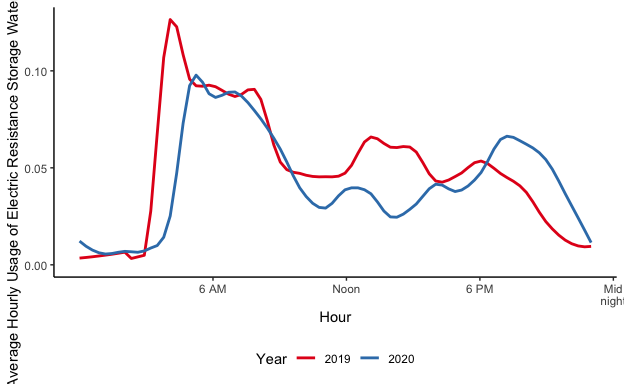 Average Hourly Usage of Electric Resistance Storage Wate
0.10
0.05
0.00
6 AM
Noon
6 PM
Mid
night
Hour
Year
2019
2020